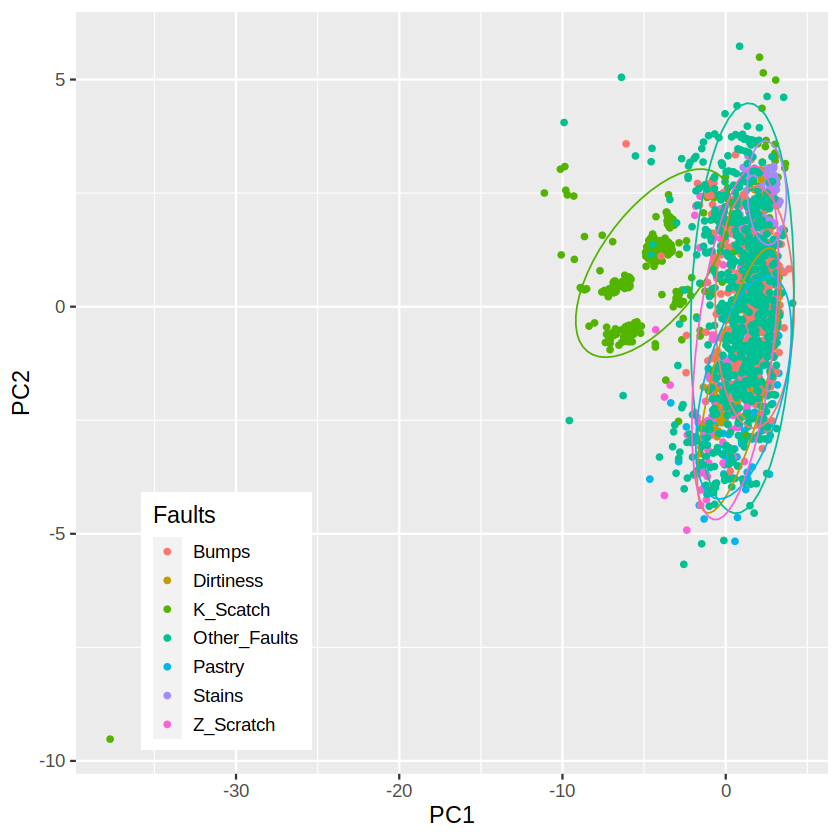 5
0
-5
-10
PC2
Faults
Bumps
Dirtiness
K_Scatch
Other_Faults
Pastry
Stains
Z_Scratch
-30
-20
-10
0
PC1